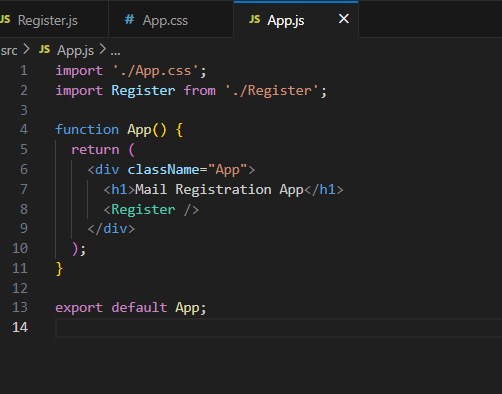 JS Register.js # App.css JS App.js ×
src > JS App.js > ...
1 import './App.css';
2 import Register from './Register';
3
4 function App() {
5   return (
6     <div className="App">
7       <h1>Mail Registration App</h1>
8       <Register />
9     </div>
10   );
11 }
12
13 export default App;
14